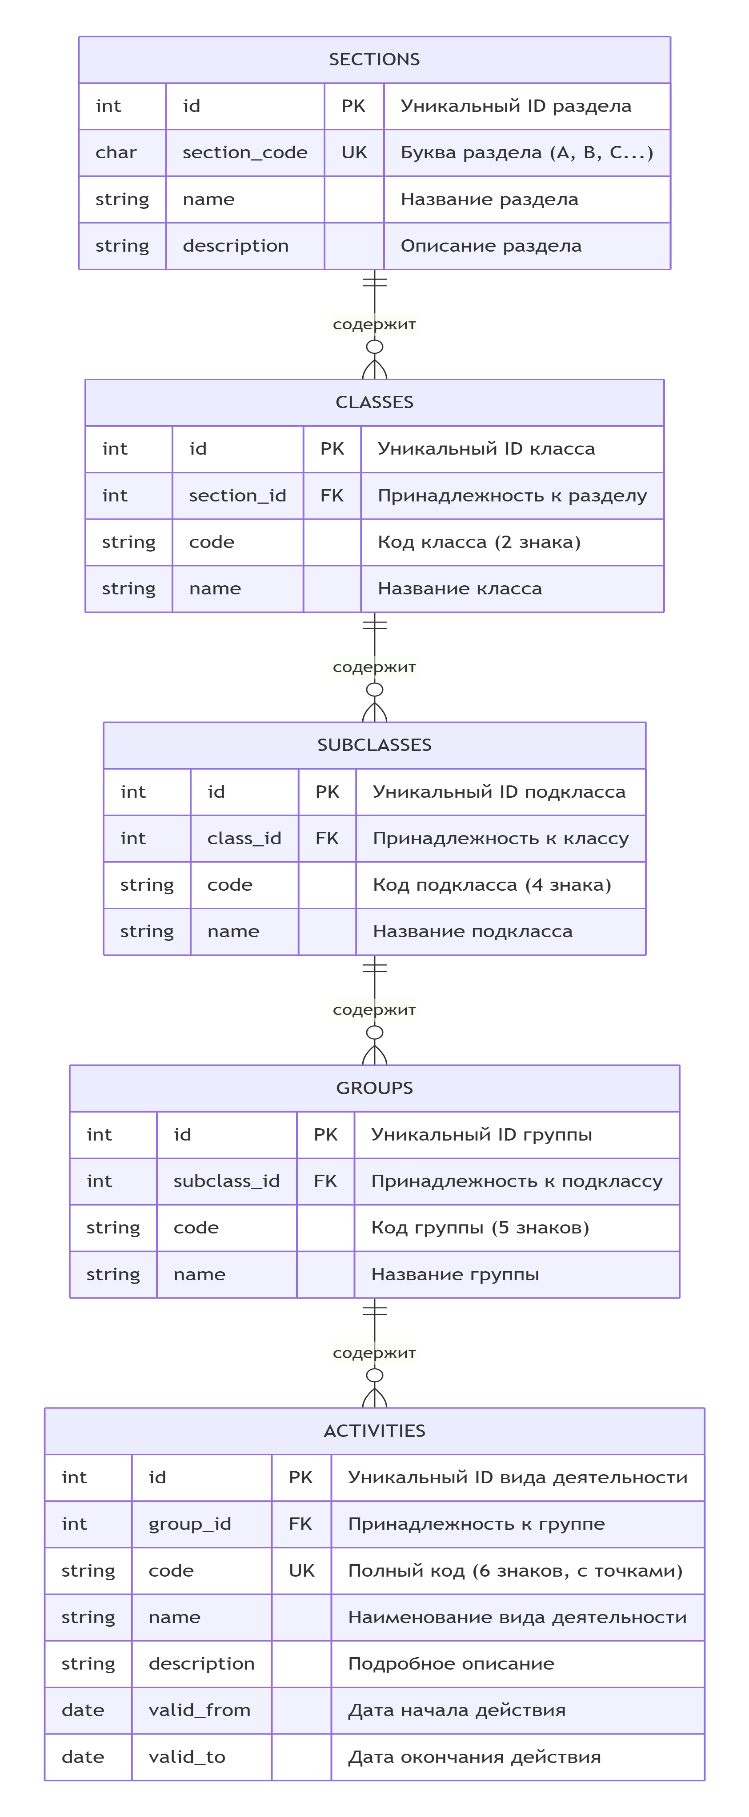 SECTIONS
int id PK Уникальный ID раздела
char section_code UK Буква раздела (A, B, C...)
string name Название раздела
string description Описание раздела
содержит
CLASSES
int id PK Уникальный ID класса
int section_id FK Принадлежность к разделу
string code Код класса (2 знака)
string name Название класса
содержит
SUBCLASSES
int id PK Уникальный ID подкласса
int class_id FK Принадлежность к классу
string code Код подкласса (4 знака)
string name Название подкласса
содержит
GROUPS
int id PK Уникальный ID группы
int subclass_id FK Принадлежность к подклассу
string code Код группы (5 знаков)
string name Название группы
содержит
ACTIVITIES
int id PK Уникальный ID вида деятельности
int group_id FK Принадлежность к группе
string code UK Полный код (6 знаков, с точками)
string name Наименование вида деятельности
string description Подробное описание
date valid_from Дата начала действия
date valid_to Дата окончания действия